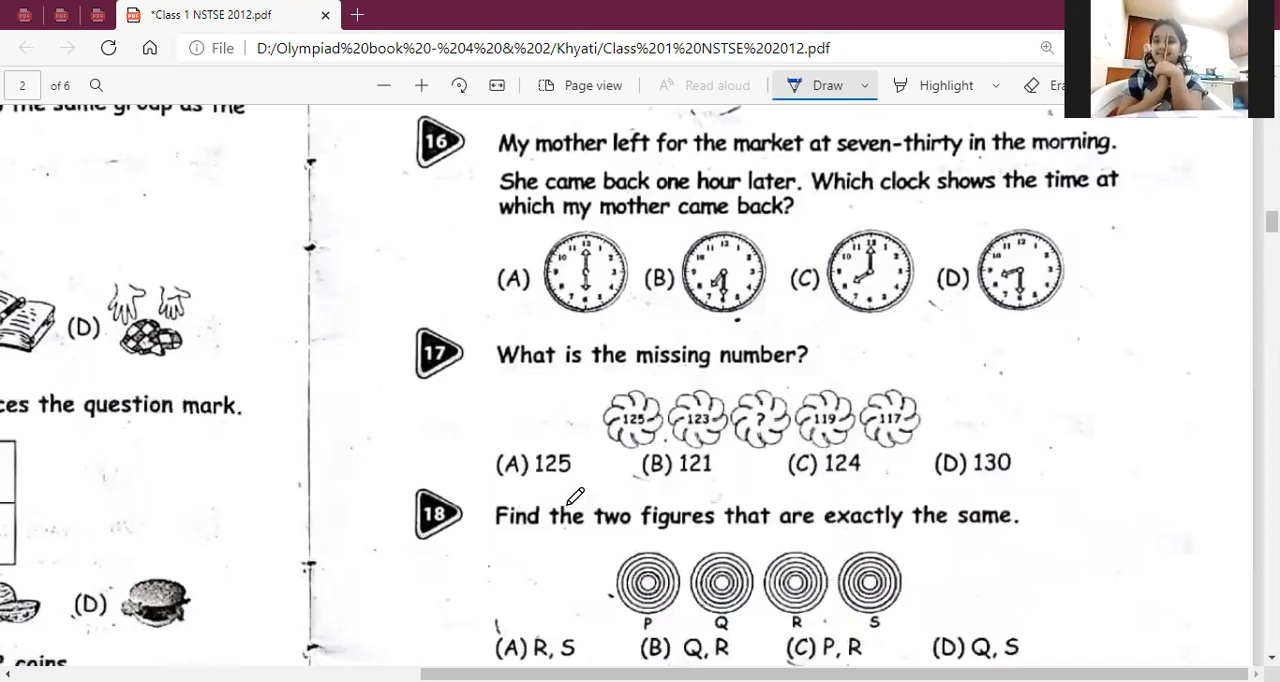 *Class 1 NSTSE 2012.pdf
File D:/Olympiad%20book%20-%204%20&%202/Khyati/Class%201%20NSTSE%202012.pdf
2 of 6 Page view Read aloud Draw Highlight Era
the same group as the
(D)
ces the question mark.
(D)
coins
16 My mother left for the market at seven-thirty in the morning.
She came back one hour later. Which clock shows the time at
which my mother came back?
(A) (B) (C) (D)
17 What is the missing number?
125 123 ? 119 117
(A) 125 (B) 121 (C) 124 (D) 130
18 Find the two figures that are exactly the same.
P Q R S
(A) R, S (B) Q, R (C) P, R (D) Q, S